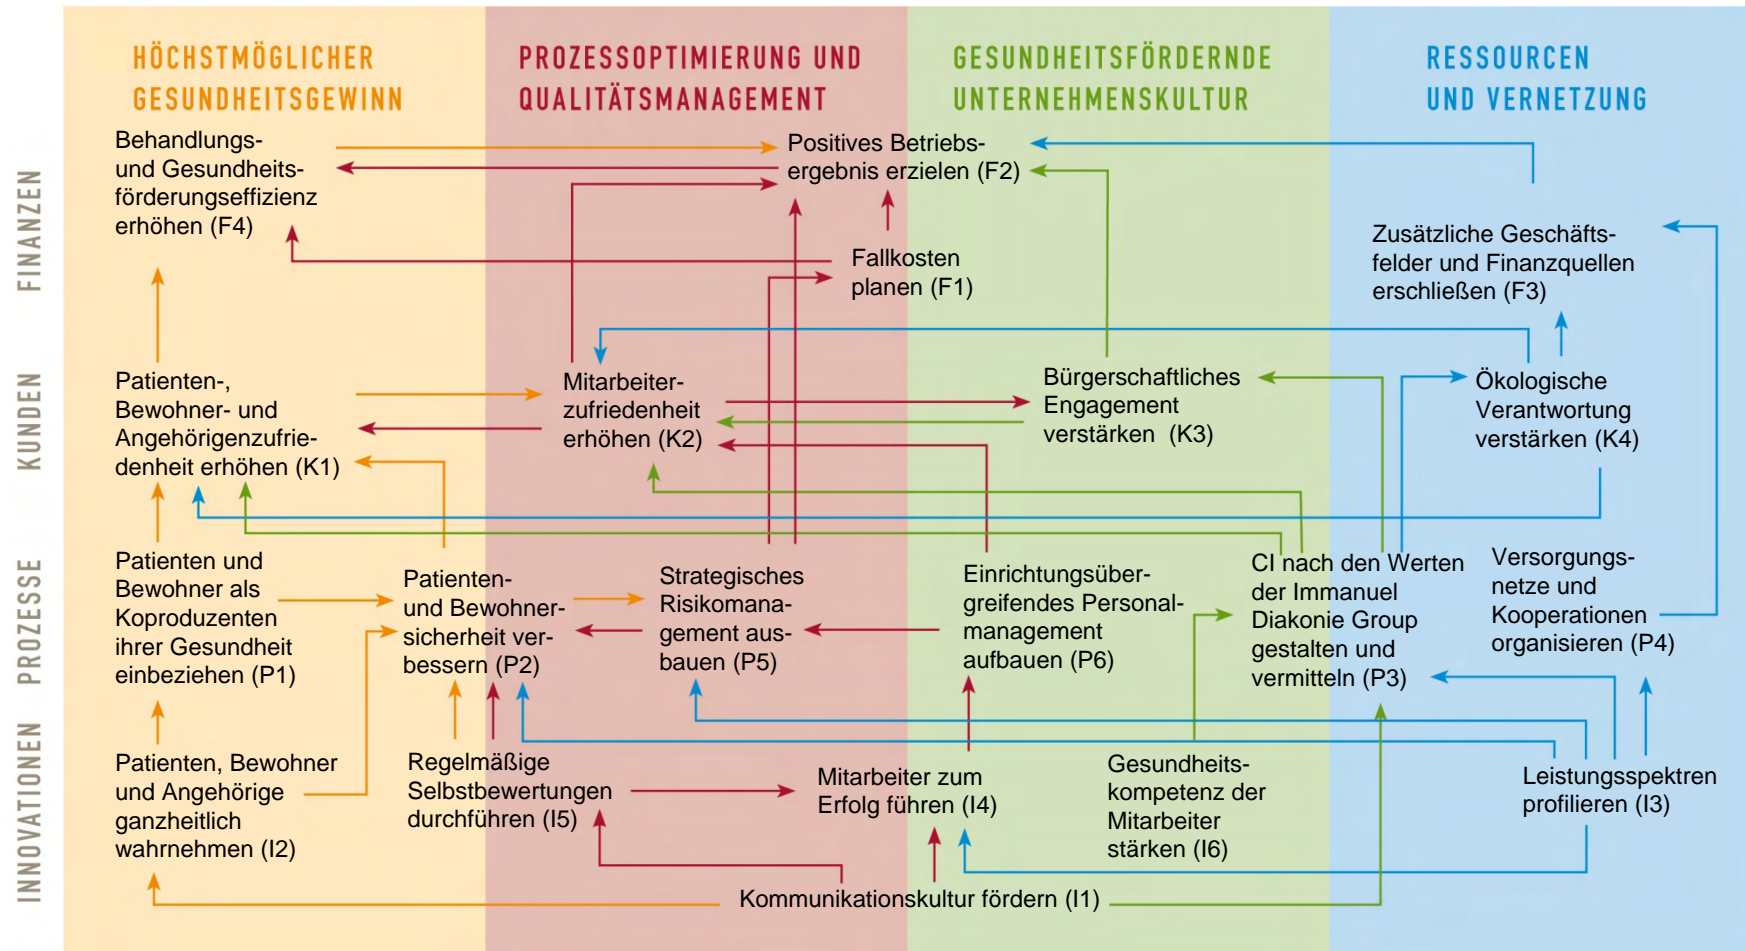 HÖCHSTMÖGLICHER
GESUNDHEITSGEWINN
PROZESSOPTIMIERUNG UND
QUALITÄTSMANAGEMENT
GESUNDHEITSFÖRDERNDE
UNTERNEHMENSKULTUR
RESSOURCEN
UND VERNETZUNG
FINANZEN
Behandlungs-
und Gesundheits-
förderungseffizienz
erhöhen (F4)
Positives Betriebs-
ergebnis erzielen (F2)
Fallkosten
planen (F1)
Zusätzliche Geschäfts-
felder und Finanzquellen
erschließen (F3)
KUNDEN
Patienten-,
Bewohner- und
Angehörigenzufrie-
denheit erhöhen (K1)
Mitarbeiter-
zufriedenheit
erhöhen (K2)
Bürgerschaftliches
Engagement
verstärken (K3)
Ökologische
Verantwortung
verstärken (K4)
PROZESSE
Patienten und
Bewohner als
Koproduzenten
ihrer Gesundheit
einbeziehen (P1)
Patienten-
und Bewohner-
sicherheit ver-
bessern (P2)
Strategisches
Risikomana-
gement aus-
bauen (P5)
Einrichtungsüber-
greifendes Personal-
management
aufbauen (P6)
CI nach den Werten
der Immanuel
Diakonie Group
gestalten und
vermitteln (P3)
Versorgungs-
netze und
Kooperationen
organisieren (P4)
INNOVATIONEN
Patienten, Bewohner
und Angehörige
ganzheitlich
wahrnehmen (I2)
Regelmäßige
Selbstbewertungen
durchführen (I5)
Mitarbeiter zum
Erfolg führen (I4)
Gesundheits-
kompetenz der
Mitarbeiter
stärken (I6)
Leistungsspektren
profilieren (I3)
Kommunikationskultur fördern (I1)